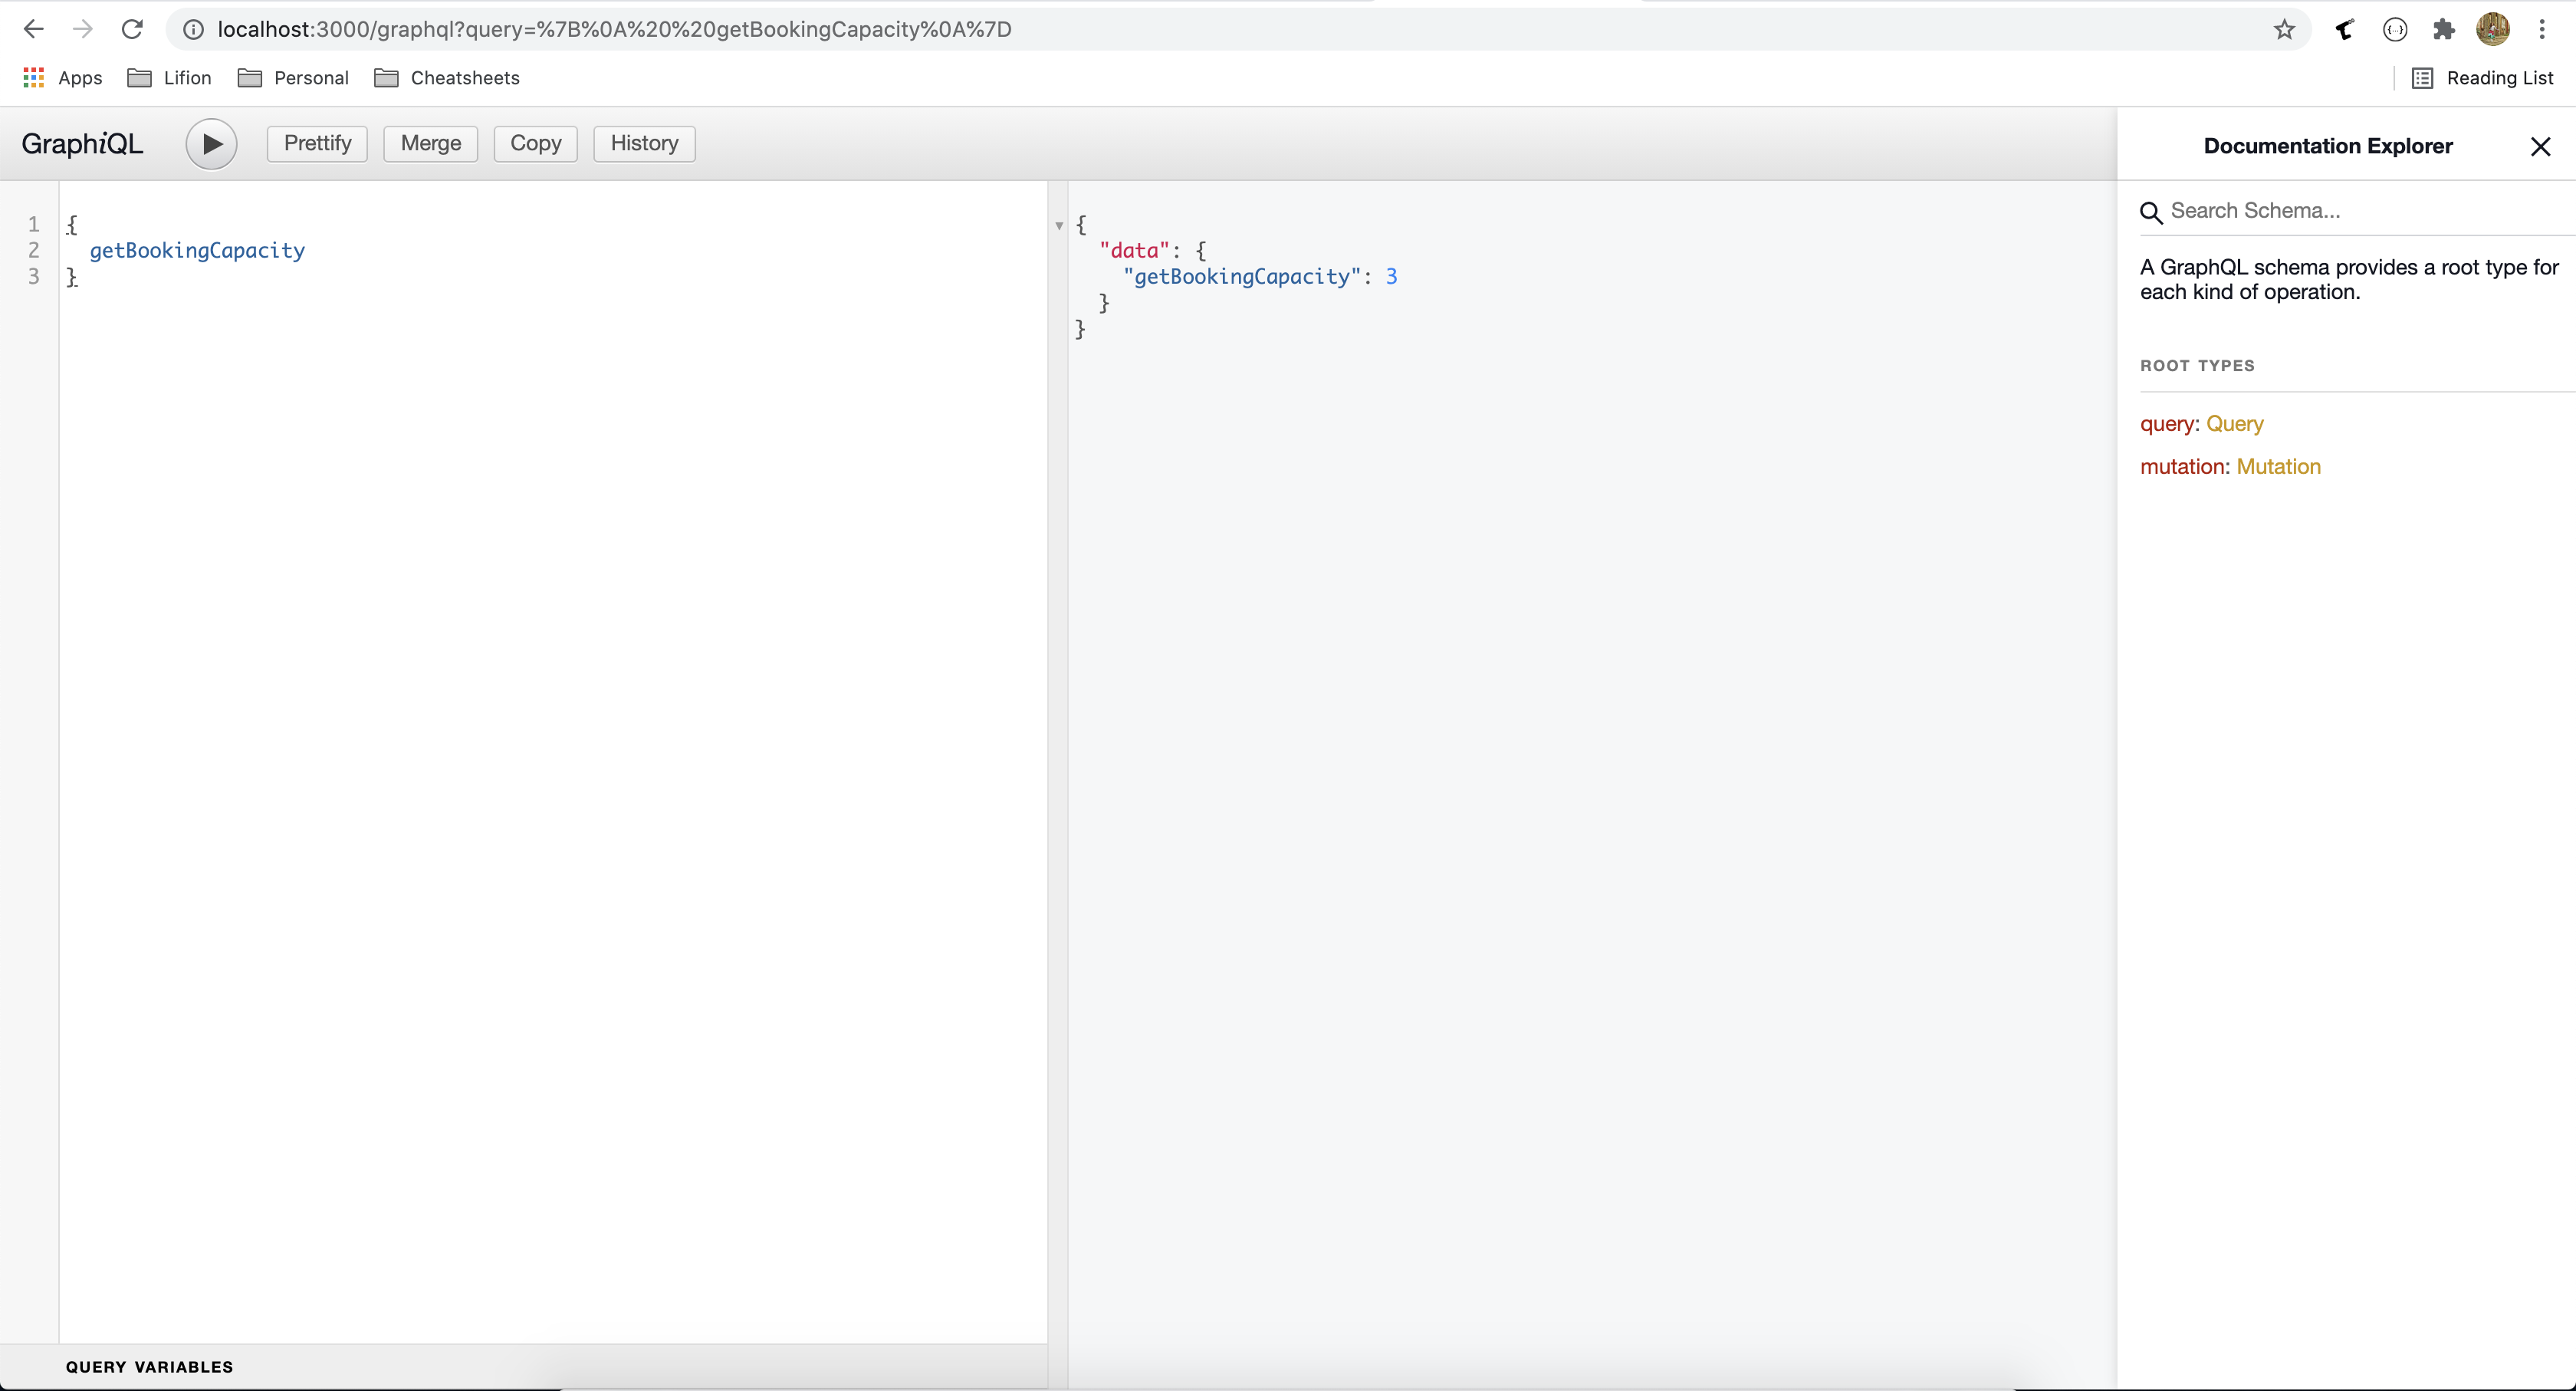 localhost:3000/graphql?query=%7B%0A%20%20getBookingCapacity%0A%7D
Apps Lifion Personal Cheatsheets Reading List
GraphiQL Prettify Merge Copy History
1 {
2 getBookingCapacity
3 }
{
"data": {
"getBookingCapacity": 3
}
}
QUERY VARIABLES
Documentation Explorer
Search Schema...
A GraphQL schema provides a root type for
each kind of operation.
ROOT TYPES
query: Query
mutation: Mutation